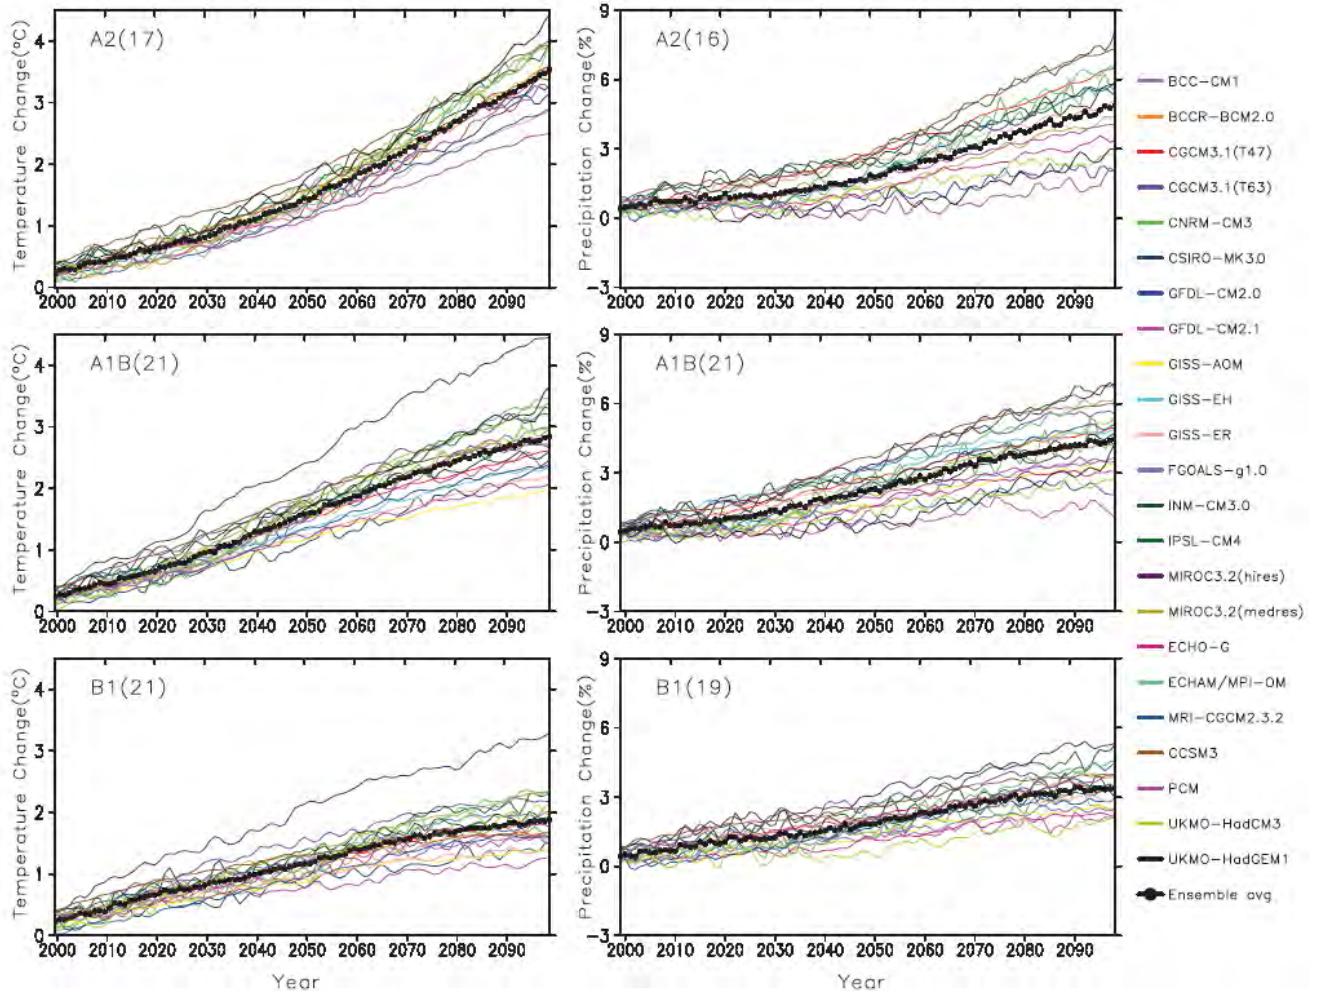 A2(17)
Temperature Change(ºC)
4
3
2
1
0
2000 2010 2020 2030 2040 2050 2060 2070 2080 2090
A2(16)
Precipitation Change(%)
9
6
3
0
−3
2000 2010 2020 2030 2040 2050 2060 2070 2080 2090
A1B(21)
Temperature Change(ºC)
4
3
2
1
0
2000 2010 2020 2030 2040 2050 2060 2070 2080 2090
A1B(21)
Precipitation Change(%)
9
6
3
0
−3
2000 2010 2020 2030 2040 2050 2060 2070 2080 2090
B1(21)
Temperature Change(ºC)
4
3
2
1
0
2000 2010 2020 2030 2040 2050 2060 2070 2080 2090
Year
B1(19)
Precipitation Change(%)
9
6
3
0
−3
2000 2010 2020 2030 2040 2050 2060 2070 2080 2090
Year
BCC−CM1
BCCR−BCM2.0
CGCM3.1(T47)
CGCM3.1(T63)
CNRM−CM3
CSIRO−MK3.0
GFDL−CM2.0
GFDL−CM2.1
GISS−AOM
GISS−EH
GISS−ER
FGOALS−g1.0
INM−CM3.0
IPSL−CM4
MIROC3.2(hires)
MIROC3.2(medres)
ECHO−G
ECHAM/MPI−OM
MRI−CGCM2.3.2
CCSM3
PCM
UKMO−HadCM3
UKMO−HadGEM1
Ensemble avg